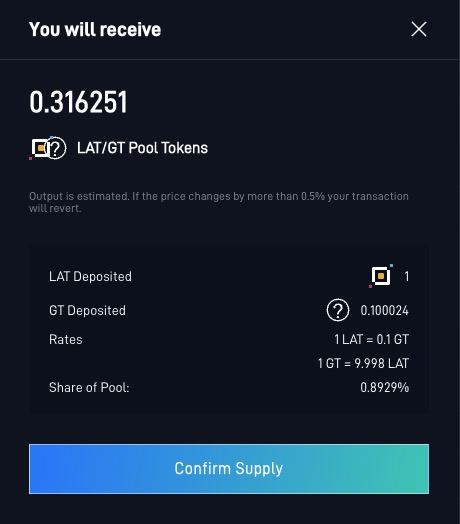 You will receive
0.316251
LAT/GT Pool Tokens
Output is estimated. If the price changes by more than 0.5% your transaction
will revert.
LAT Deposited 1
GT Deposited ? 0.100024
Rates 1 LAT = 0.1 GT
1 GT = 9.998 LAT
Share of Pool: 0.8929%
Confirm Supply